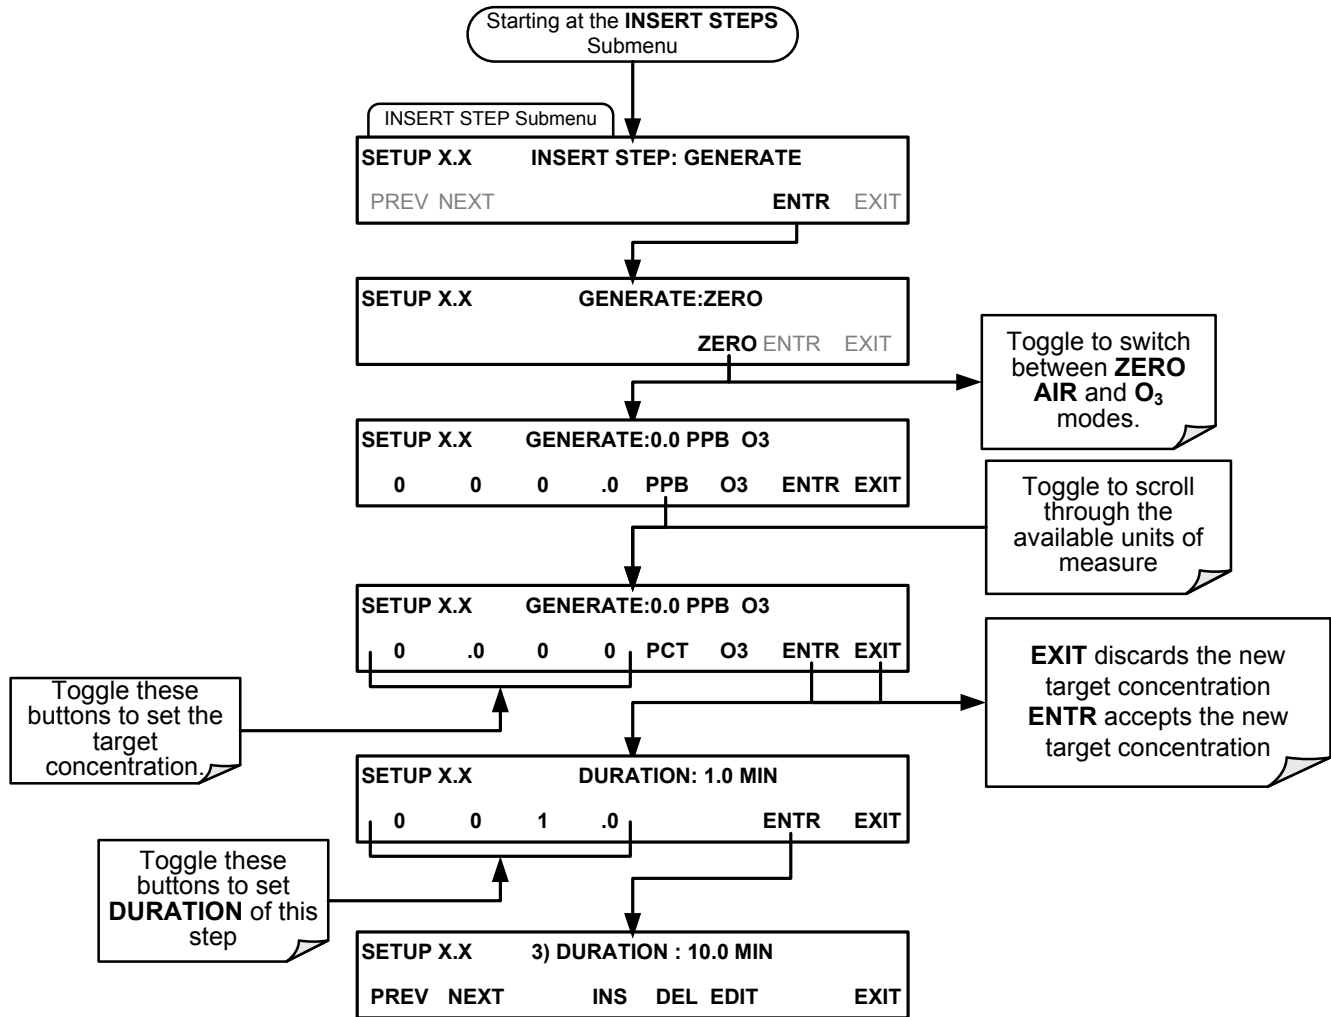 Starting at the INSERT STEPS
Submenu
INSERT STEP Submenu
SETUP X.X INSERT STEP: GENERATE
PREV NEXT ENTR EXIT
SETUP X.X GENERATE:ZERO
ZERO ENTR EXIT
Toggle to switch
between ZERO
AIR and O₃
modes.
SETUP X.X GENERATE:0.0 PPB O3
0 0 0 .0 PPB O3 ENTR EXIT
Toggle to scroll
through the
available units of
measure
SETUP X.X GENERATE:0.0 PPB O3
0 .0 0 0 PCT O3 ENTR EXIT
EXIT discards the new
target concentration
ENTR accepts the new
target concentration
Toggle these
buttons to set the
target
concentration.
SETUP X.X DURATION: 1.0 MIN
0 0 1 .0 ENTR EXIT
Toggle these
buttons to set
DURATION of this
step
SETUP X.X 3) DURATION : 10.0 MIN
PREV NEXT INS DEL EDIT EXIT